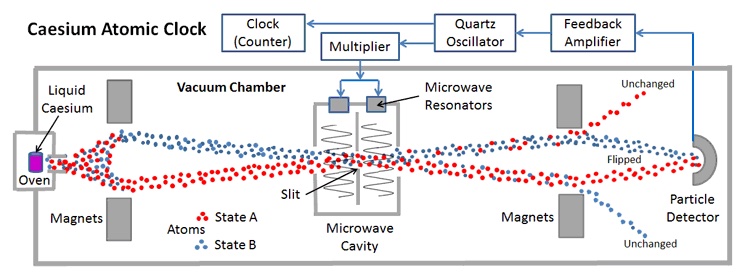 Caesium Atomic Clock
Clock
(Counter)
Quartz
Oscillator
Feedback
Amplifier
Multiplier
Liquid
Caesium
Vacuum Chamber
Microwave
Resonators
Unchanged
Oven
Flipped
Slit
Magnets
State A
Atoms
State B
Microwave
Cavity
Magnets
Particle
Detector
Unchanged